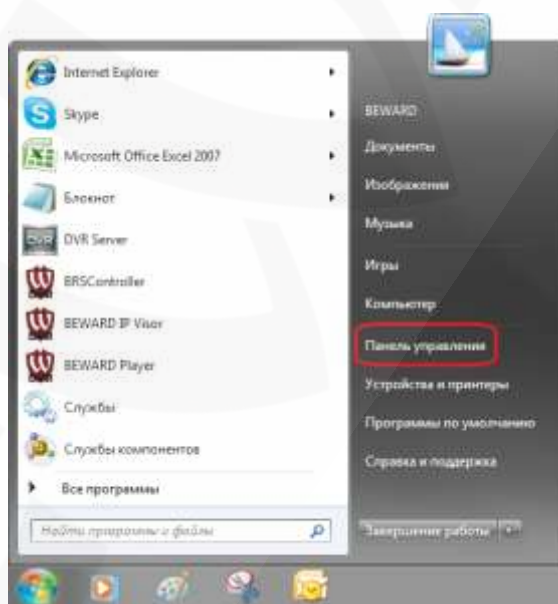 Internet Explorer
Skype
Microsoft Office Excel 2007
Блокнот
DVR Server
BRSController
BEWARD IP Visor
BEWARD Player
Службы
Службы компонентов
Все программы
Найти программы и файлы
BEWARD
Документы
Изображения
Музыка
Игры
Компьютер
Панель управления
Устройства и принтеры
Программы по умолчанию
Справка и поддержка
Завершение работы